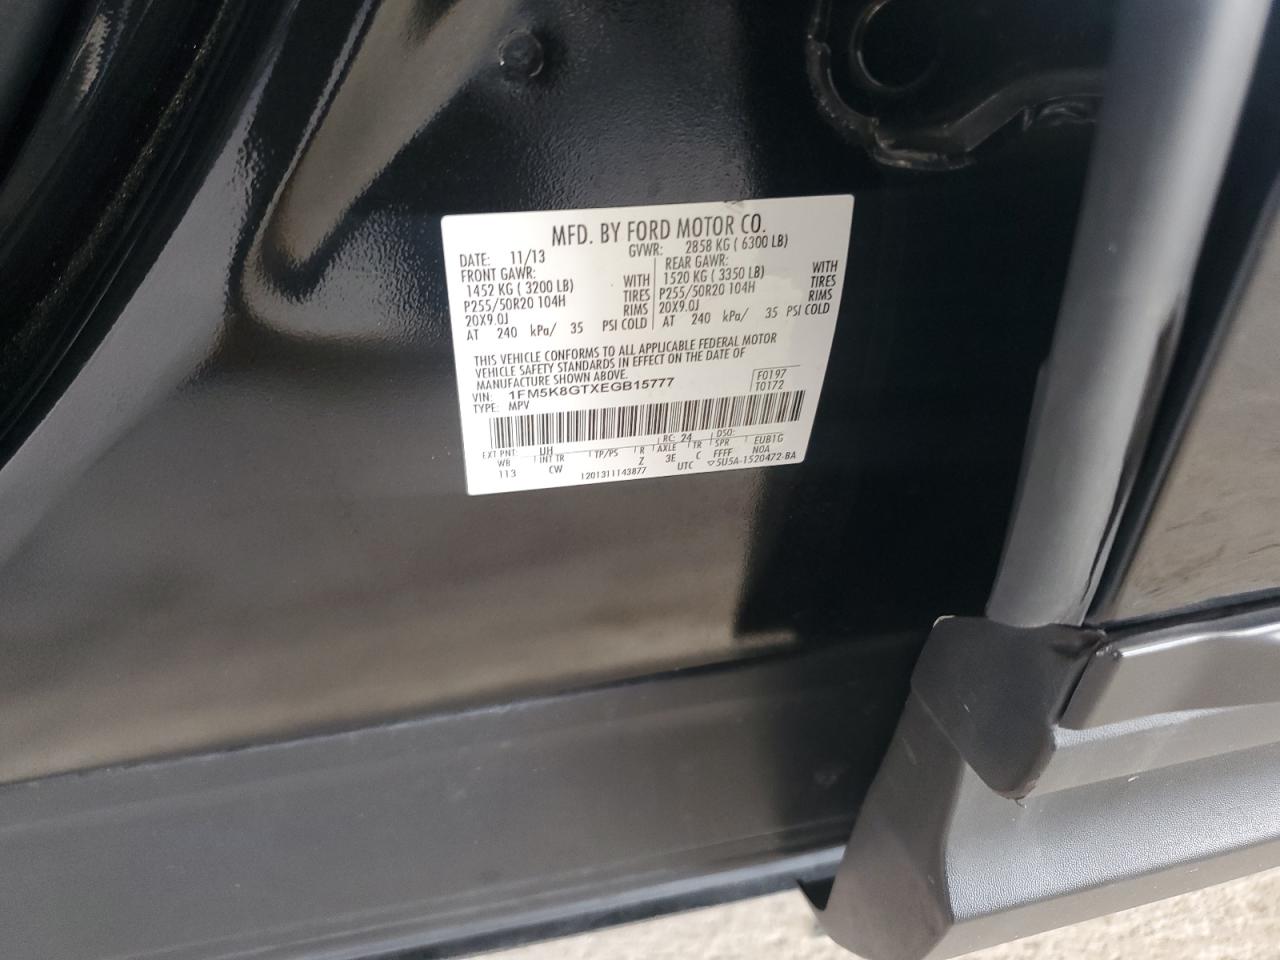 MFD. BY FORD MOTOR CO.
DATE: 11/13 GVWR: 2858 KG ( 6300 LB)
FRONT GAWR: REAR GAWR:
1452 KG ( 3200 LB) WITH 1520 KG ( 3350 LB) WITH
P255/50R20 104H TIRES P255/50R20 104H TIRES
20X9.0J RIMS 20X9.0J RIMS
AT 240 kPa/ 35 PSI COLD AT 240 kPa/ 35 PSI COLD
THIS VEHICLE CONFORMS TO ALL APPLICABLE FEDERAL MOTOR
VEHICLE SAFETY STANDARDS IN EFFECT ON THE DATE OF
MANUFACTURE SHOWN ABOVE.
VIN: 1FM5K8GTXEGB15777 F0197
TYPE: MPV T0172
EXT PNT: UH RC: 24 DSO:
WB INT TR TP/PS R AXLE TR SPR EUB1G
113 CW Z 3E C FFFF NOA
1201311143877 UTC ▽5U5A-1520472-BA